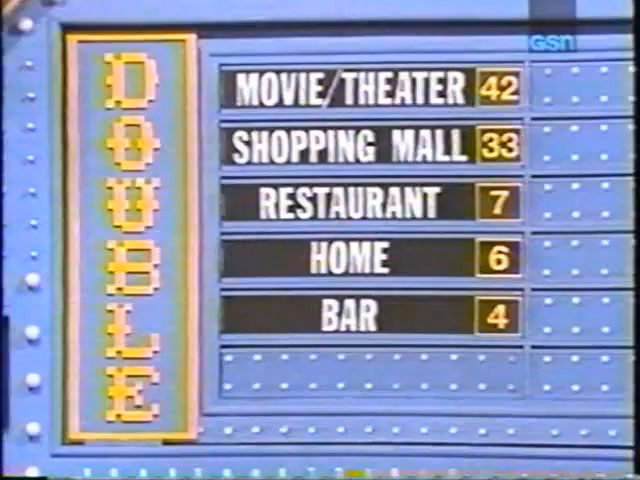 GSN
DOUBLE
MOVIE/THEATER 42
SHOPPING MALL 33
RESTAURANT 7
HOME 6
BAR 4